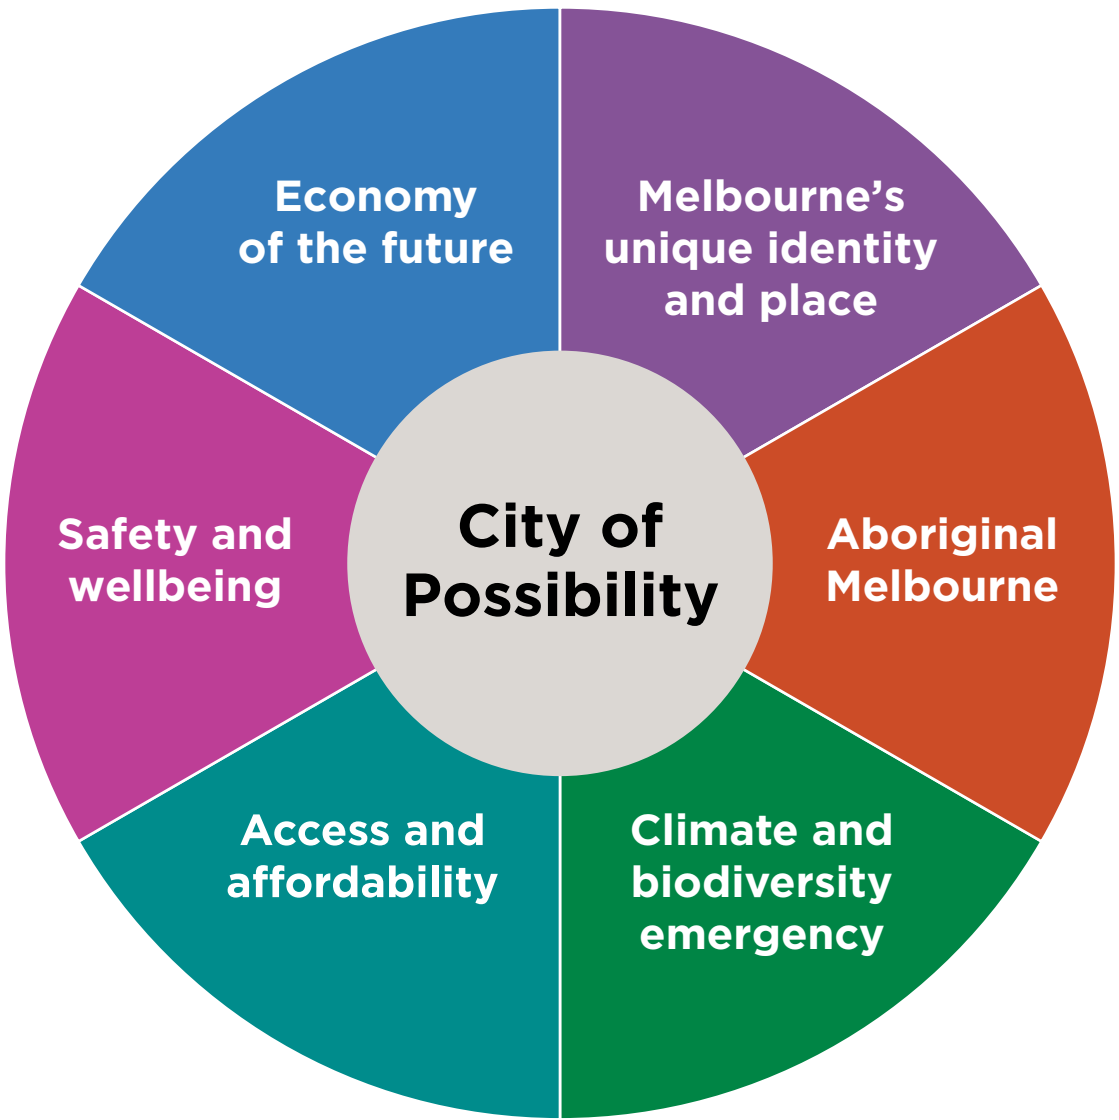 Economy
of the future
Melbourne’s
unique identity
and place
Safety and
wellbeing
City of
Possibility
Aboriginal
Melbourne
Access and
affordability
Climate and
biodiversity
emergency